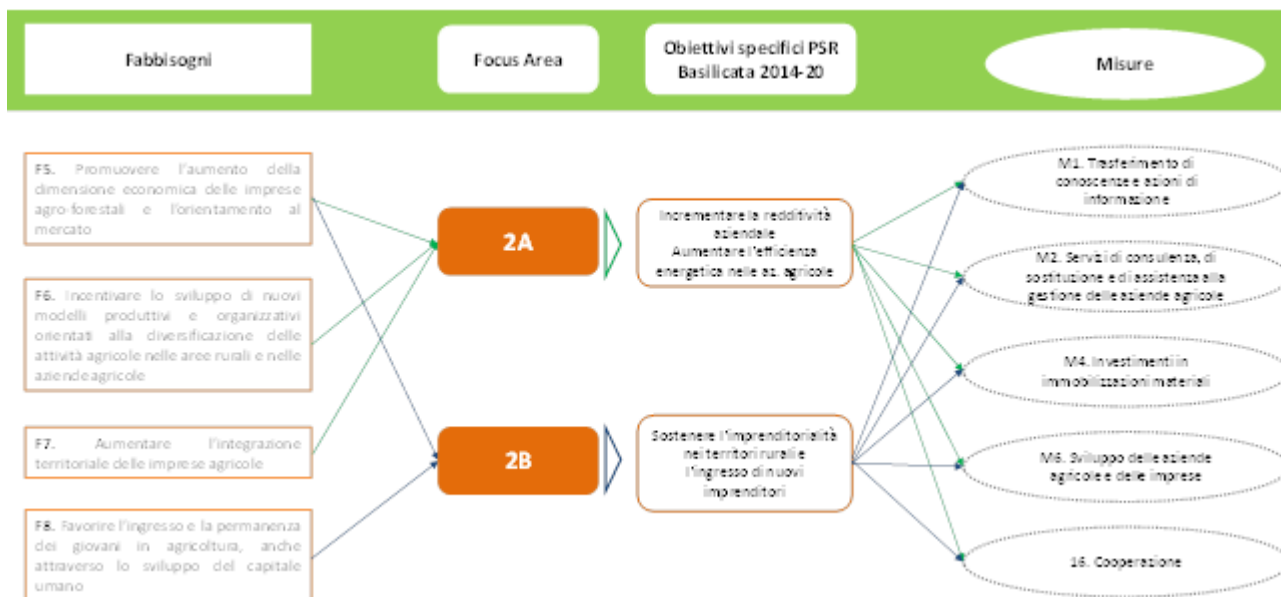 Fabbisogni
Focus Area
Obiettivi specifici PSR
Basilicata 2014-20
Misure
F5. Promuovere l'aumento della
dimensione economica delle imprese
agro-forestali e l'orientamento al
mercato
F6. Incentivare lo sviluppo di nuovi
modelli produttivi e organizzativi
orientati alla diversificazione delle
attività agricole nelle aree rurali e nelle
aziende agricole
F7. Aumentare l'integrazione
territoriale delle imprese agricole
F8. Favorire l'ingresso e la permanenza
dei giovani in agricoltura, anche
attraverso lo sviluppo del capitale
umano
2A
2B
Incrementare la redditività
aziendale
Aumentare l'efficienza
energetica nelle az. agricole
Sostenere l'imprenditorialità
nei territori rurali e
l'ingresso di nuovi
imprenditori
M1. Trasferimento di
conoscenze e azioni di
informazione
M2. Servizi di consulenza, di
sostituzione e di assistenza alla
gestione delle aziende agricole
M4. Investimenti in
immobilizzazioni materiali
M6. Sviluppo delle aziende
agricole e delle imprese
16. Cooperazione